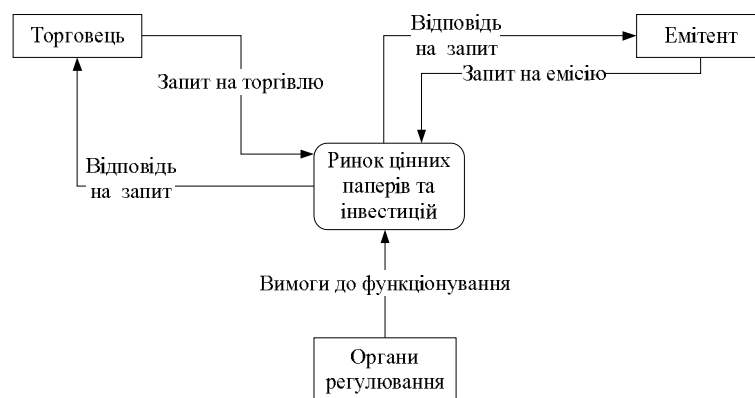 Торговець
Відповідь
на запит
Емітент
Запит на торгівлю
Запит на емісію
Відповідь
на запит
Ринок цінних
паперів та
інвестицій
Вимоги до функціонування
Органи
регулювання